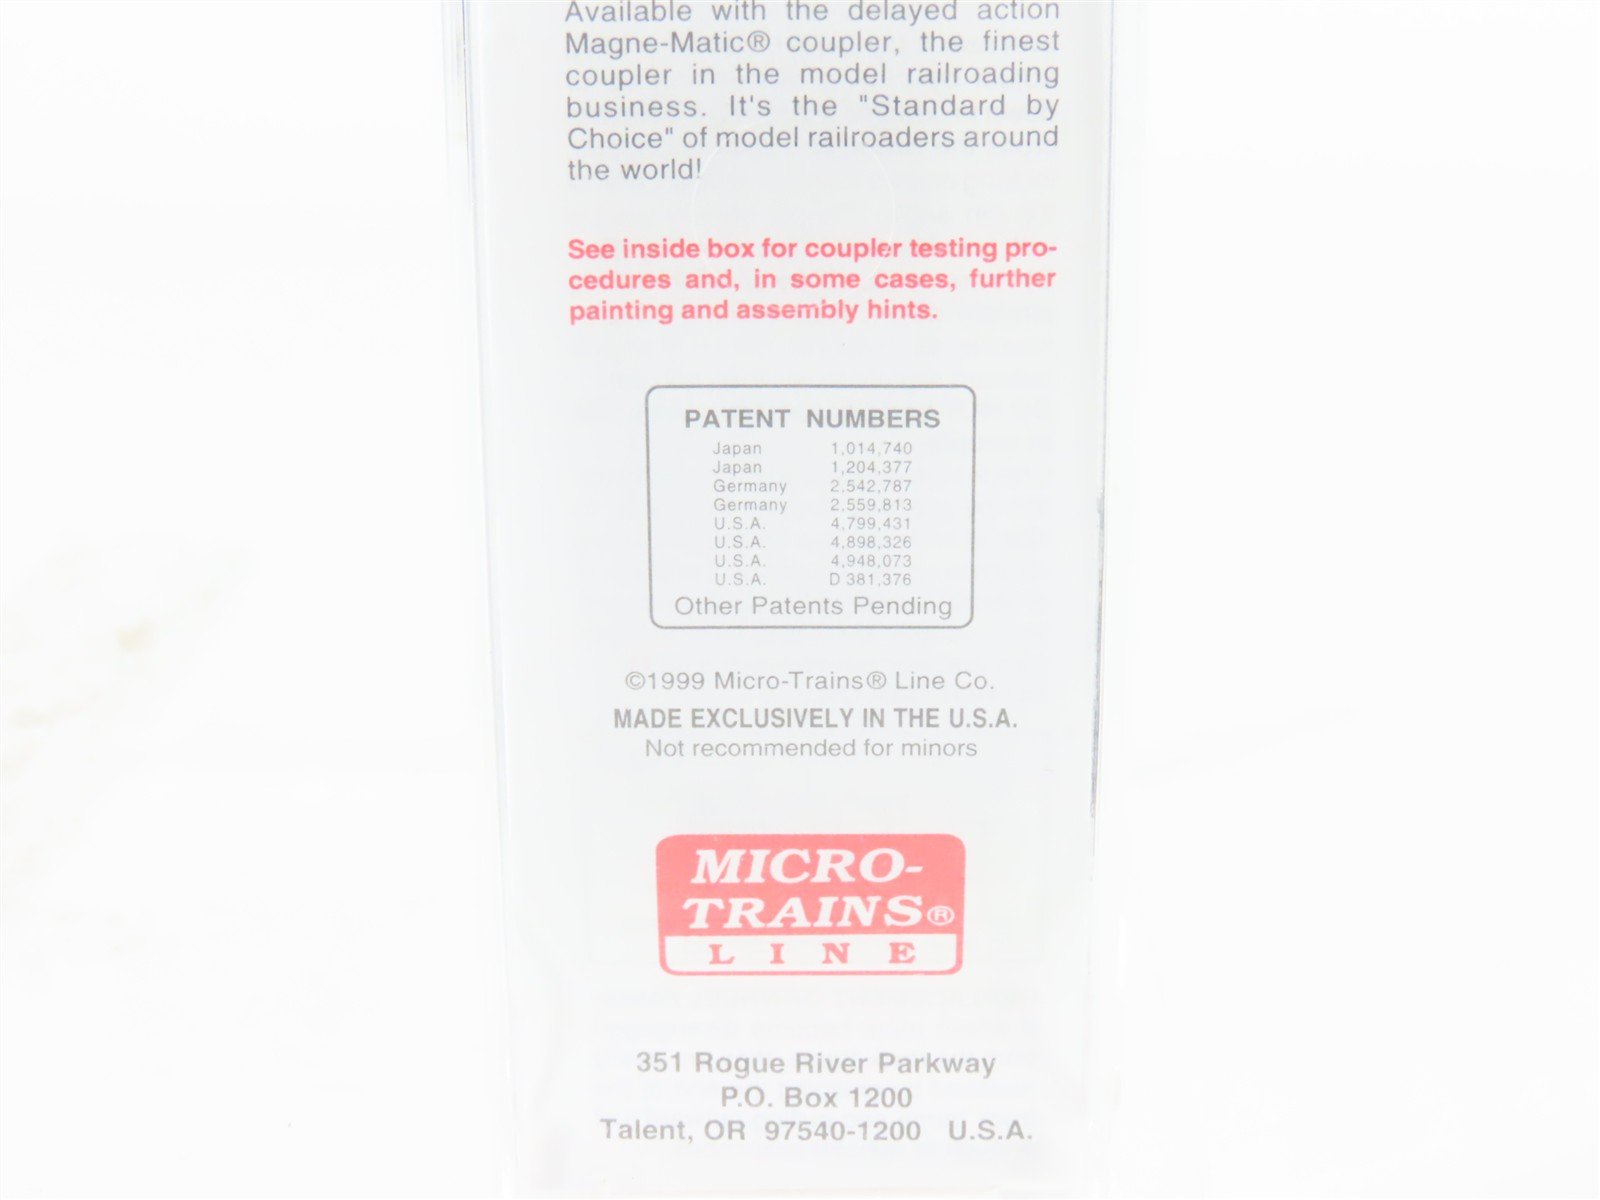 Available with the delayed action
Magne-Matic® coupler, the finest
coupler in the model railroading
business. It's the "Standard by
Choice" of model railroaders around
the world!
See inside box for coupler testing pro-
cedures and, in some cases, further
painting and assembly hints.
PATENT NUMBERS
Japan 1,014,740
Japan 1,204,377
Germany 2,542,787
Germany 2,559,813
U.S.A. 4,799,431
U.S.A. 4,898,326
U.S.A. 4,948,073
U.S.A. D 381,376
Other Patents Pending
©1999 Micro-Trains® Line Co.
MADE EXCLUSIVELY IN THE U.S.A.
Not recommended for minors
MICRO-
TRAINS®
LINE
351 Rogue River Parkway
P.O. Box 1200
Talent, OR 97540-1200 U.S.A.